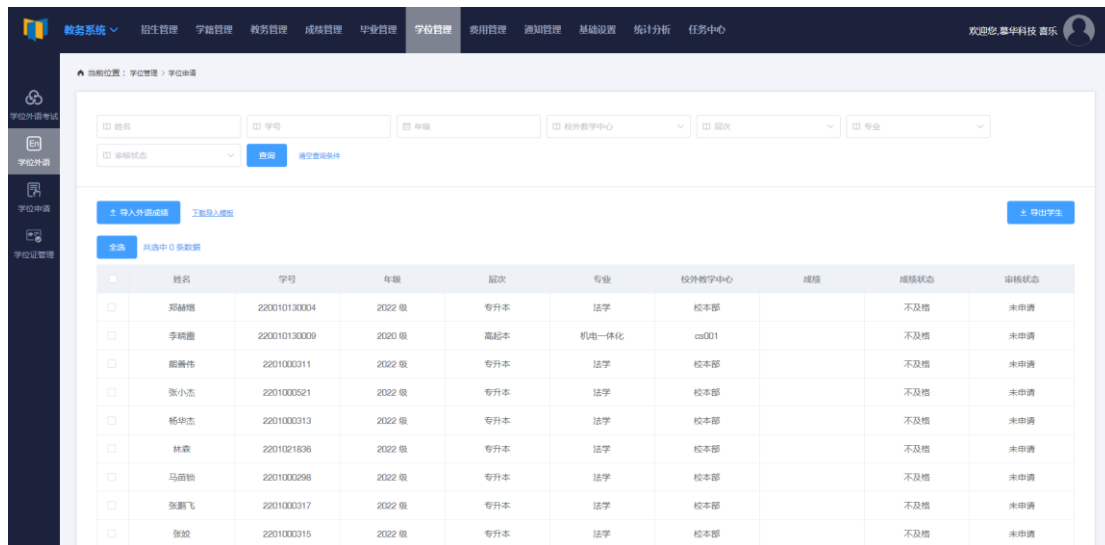 教务系统 招生管理 学籍管理 教务管理 成绩管理 毕业管理 学位管理 费用管理 通知管理 基础设置 统计分析 任务中心 欢迎您,慕华科技 喜乐
当前位置： 学位管理 > 学位申请
学位外语考试
En
学位外语
学位申请
学位证管理
姓名 学号 年级 校外教学中心 层次 专业
审核状态 查询 清空查询条件
导入外语成绩 下载导入模板 导出学生
全选 共选中 0 条数据
姓名 学号 年级 层次 专业 校外教学中心 成绩 成绩状态 审核状态
220010130004 2022 级 专升本 法学 校本部 不及格 未申请
220010130009 2020 级 高起本 机电一体化 cs001 不及格 未申请
2201000311 2022 级 专升本 法学 校本部 不及格 未申请
张小杰 2201000521 2022 级 专升本 法学 校本部 不及格 未申请
杨华杰 2201000313 2022 级 专升本 法学 校本部 不及格 未申请
林森 2201021836 2022 级 专升本 法学 校本部 不及格 未申请
2201000298 2022 级 专升本 法学 校本部 不及格 未申请
张鹏飞 2201000317 2022 级 专升本 法学 校本部 不及格 未申请
张姣 2201000315 2022 级 专升本 法学 校本部 不及格 未申请